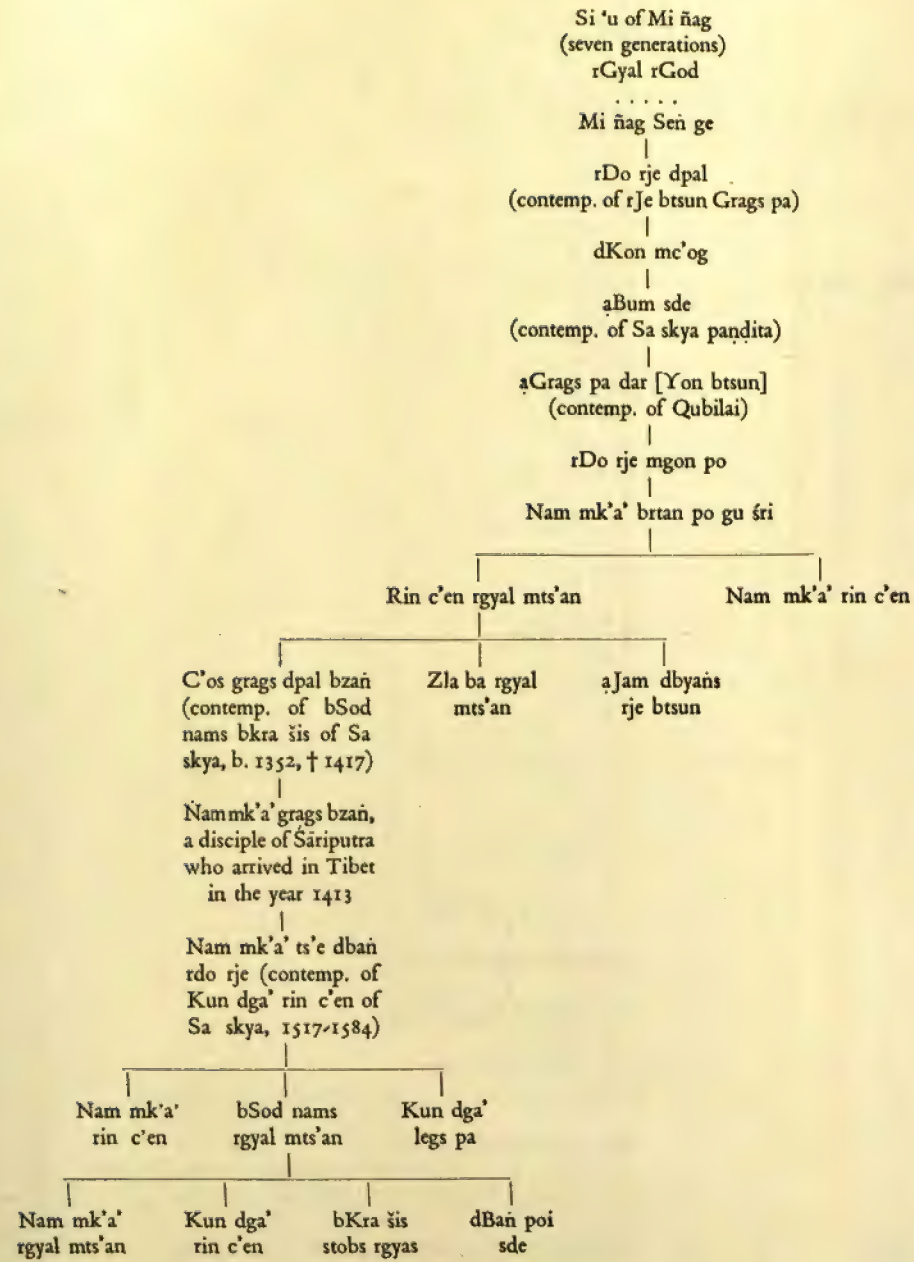 Si 'u of Mi ñag
(seven generations)
rGyal rGod
. . . . .
Mi ñag Seṅ ge
rDo rje dpal
(contemp. of rJe btsun Grags pa)
dKon mc'og
ạBum sde
(contemp. of Sa skya paṇḍita)
ạGrags pa dar [Yon btsun]
(contemp. of Qubilai)
rDo rje mgon po
Nam mk'a' brtan po gu śri
Rin c'en rgyal mts'an
Nam mk'a' rin c'en
C'os grags dpal bzaṅ
(contemp. of bSod
nams bkra šis of Sa
skya, b. 1352, † 1417)
Zla ba rgyal
mts'an
ạJam dbyaṅs
rje btsun
Ṅam mk'a' grags bzaṅ,
a disciple of Śāriputra
who arrived in Tibet
in the year 1413
Nam mk'a' ts'e dbaṅ
rdo rje (contemp. of
Kun dga' rin c'en of
Sa skya, 1517-1584)
Nam mk'a'
rin c'en
bSod nams
rgyal mts'an
Kun dga'
legs pa
Nam mk'a'
rgyal mts'an
Kun dga'
rin c'en
bKra šis
stobs rgyas
dBaṅ poi
sde